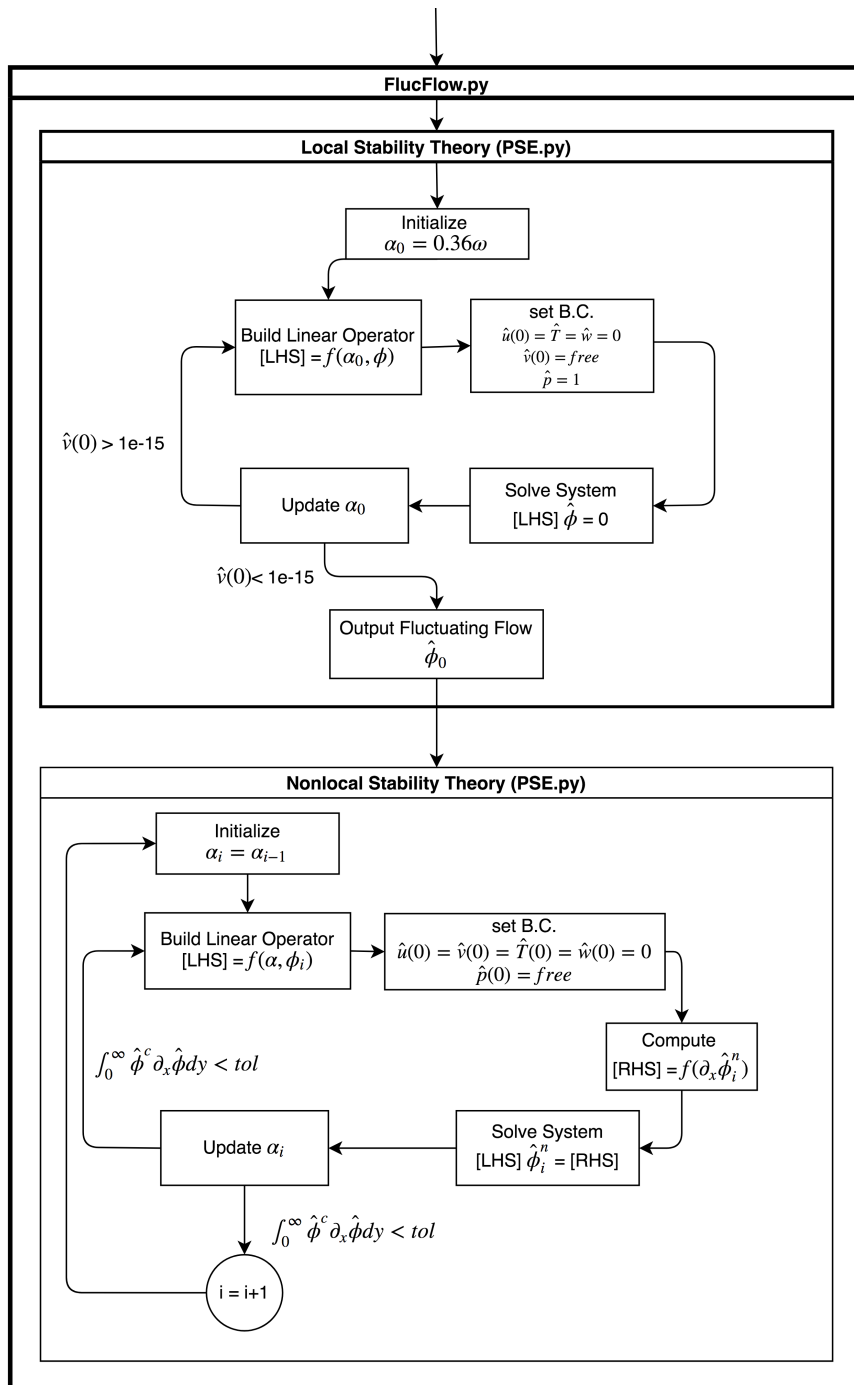 FlucFlow.py
Local Stability Theory (PSE.py)
Initialize
α₀ = 0.36ω
Build Linear Operator
[LHS] = f(α₀, ϕ)
set B.C.
û(0) = T̂ = ŵ = 0
v̂(0) = free
p̂ = 1
v̂(0) > 1e-15
Update α₀
Solve System
[LHS] ϕ̂ = 0
v̂(0)< 1e-15
Output Fluctuating Flow
ϕ̂₀
Nonlocal Stability Theory (PSE.py)
Initialize
αᵢ = αᵢ₋₁
Build Linear Operator
[LHS] = f(α, ϕᵢ)
set B.C.
û(0) = v̂(0) = T̂(0) = ŵ(0) = 0
p̂(0) = free
Compute
[RHS] = f(∂ₓϕ̂ᵢⁿ)
∫₀^∞ ϕ̂ᶜ ∂ₓϕ̂dy < tol
Update αᵢ
Solve System
[LHS] ϕ̂ᵢⁿ = [RHS]
∫₀^∞ ϕ̂ᶜ ∂ₓϕ̂dy < tol
i = i+1